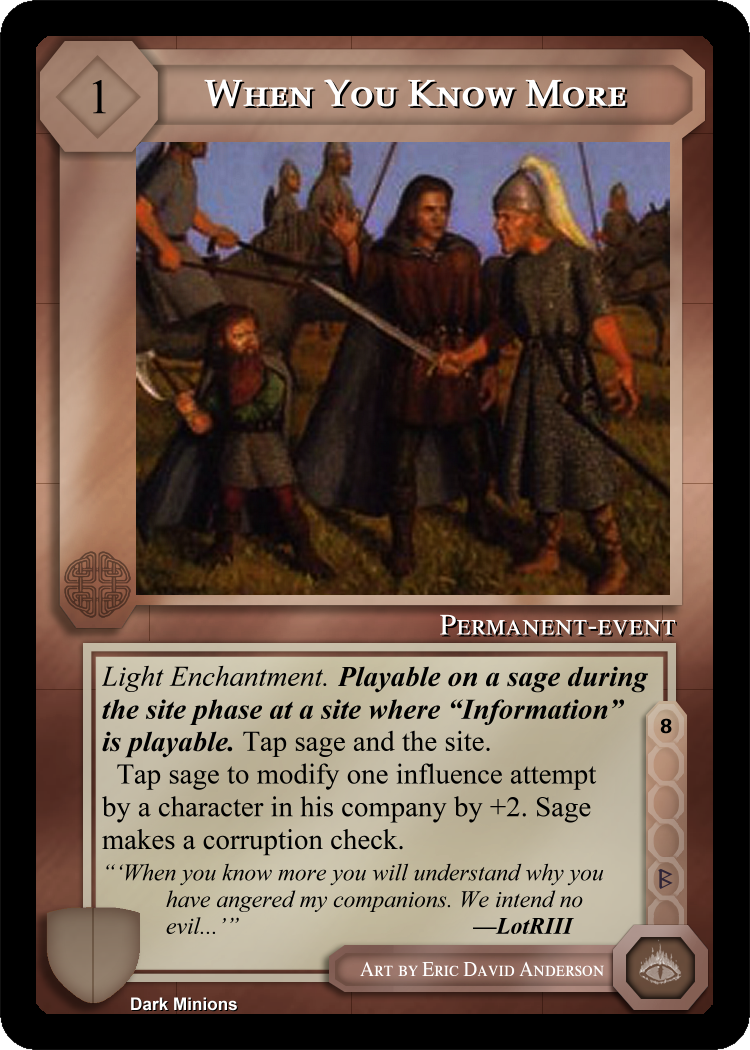 1
When You Know More
Permanent-event
Light Enchantment. Playable on a sage during
the site phase at a site where “Information”
is playable. Tap sage and the site.
Tap sage to modify one influence attempt
by a character in his company by +2. Sage
makes a corruption check.
8
“‘When you know more you will understand why you
have angered my companions. We intend no
evil...’”
—LotRIII
Art by Eric David Anderson
Dark Minions